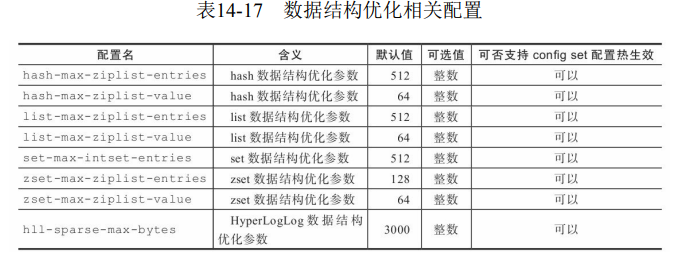 表14-17 数据结构优化相关配置
配置名 含义 默认值 可选值 可否支持 config set 配置热生效
hash-max-ziplist-entries hash 数据结构优化参数 512 整数 可以
hash-max-ziplist-value hash 数据结构优化参数 64 整数 可以
list-max-ziplist-entries list 数据结构优化参数 512 整数 可以
list-max-ziplist-value list 数据结构优化参数 64 整数 可以
set-max-intset-entries set 数据结构优化参数 512 整数 可以
zset-max-ziplist-entries zset 数据结构优化参数 128 整数 可以
zset-max-ziplist-value zset 数据结构优化参数 64 整数 可以
hll-sparse-max-bytes HyperLogLog 数据结构 3000 整数 可以
优化参数